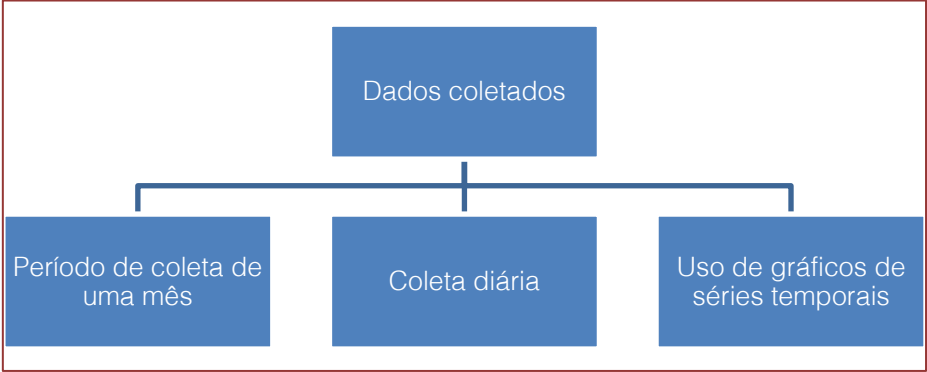 Dados coletados
Período de coleta de
uma mês
Coleta diária
Uso de gráficos de
séries temporais